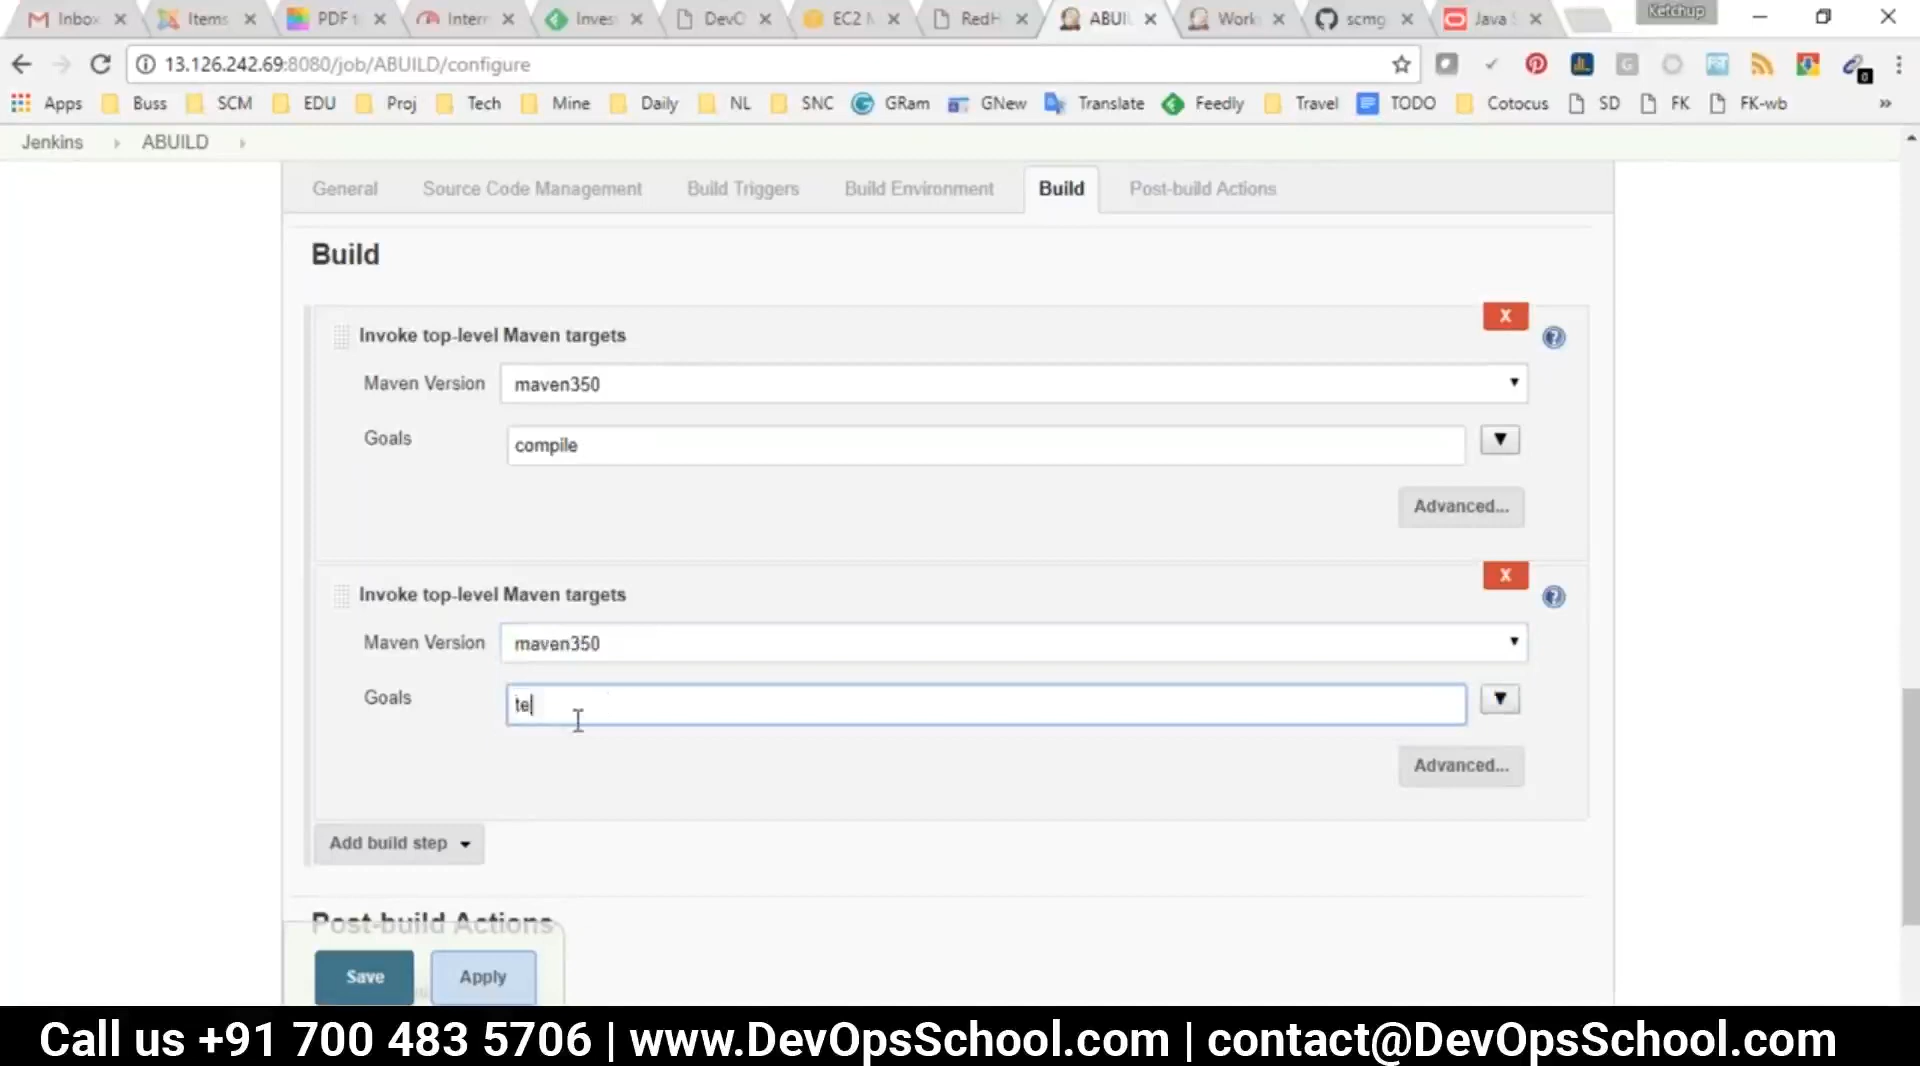 Inbox
Items
PDF t
Intern
Inves
DevO
EC2 M
RedH
ABUIL
Work
scmg
Java S
Ketchup
13.126.242.69:8080/job/ABUILD/configure
0
Apps Buss SCM EDU Proj Tech Mine Daily NL SNC GRam GNew Translate Feedly Travel TODO Cotocus SD FK FK-wb »
Jenkins ABUILD
General Source Code Management Build Triggers Build Environment Build Post-build Actions
Build
X
Invoke top-level Maven targets
Maven Version maven350
Goals compile
Advanced...
X
Invoke top-level Maven targets
Maven Version maven350
Goals te
Advanced...
Add build step
Post-build Actions
Save Apply
Call us +91 700 483 5706 | www.DevOpsSchool.com | contact@DevOpsSchool.com